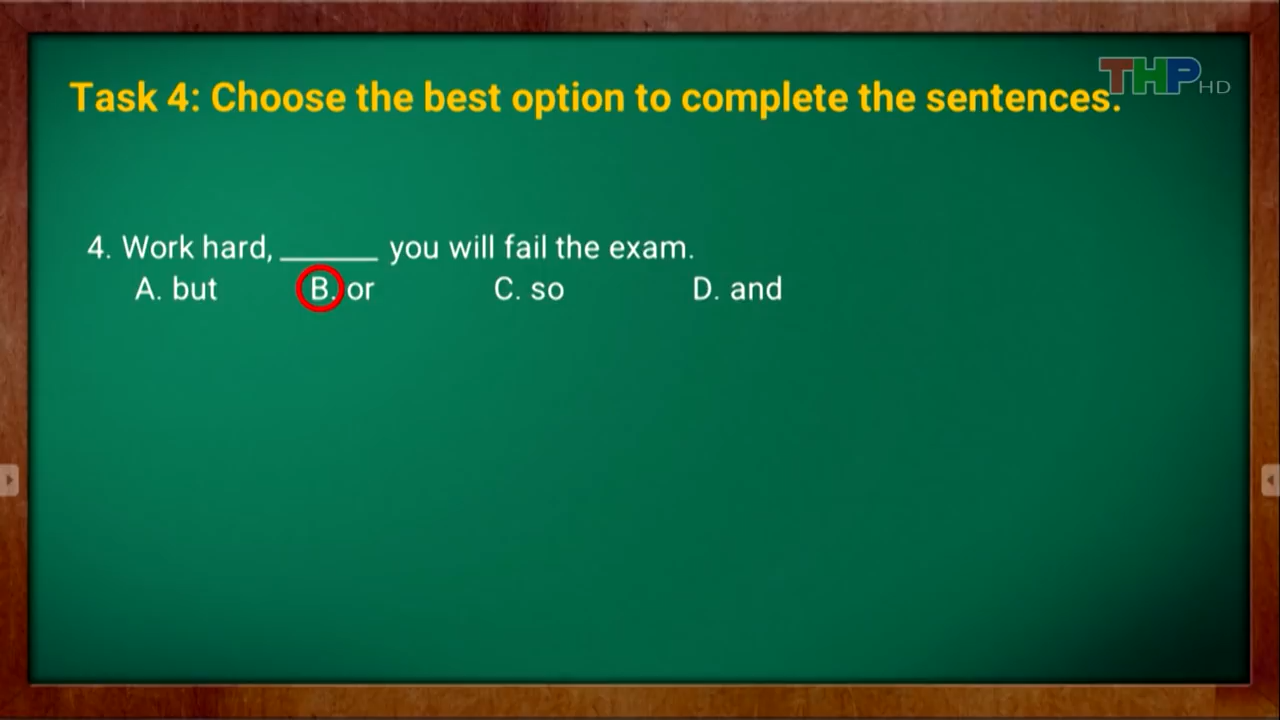 THP HD
Task 4: Choose the best option to complete the sentences.
4. Work hard, ______ you will fail the exam.
A. but B. or C. so D. and